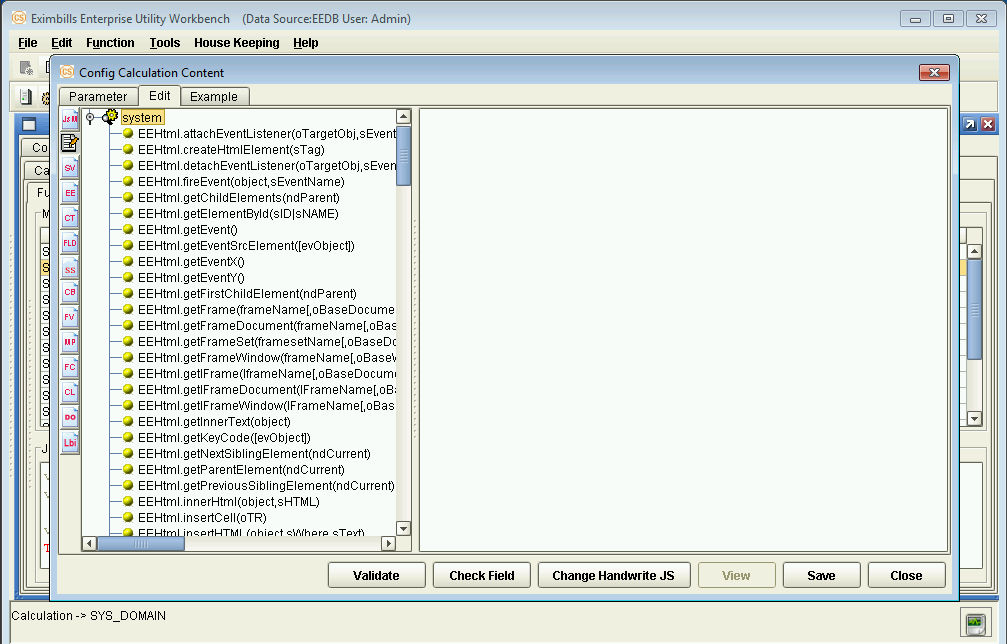 Eximbills Enterprise Utility Workbench (Data Source:EEDB User: Admin)
File Edit Function Tools House Keeping Help
Config Calculation Content
Parameter Edit Example
system
EEHtml.attachEventListener(oTargetObj,sEvent
EEHtml.createHtmlElement(sTag)
EEHtml.detachEventListener(oTargetObj,sEven
EEHtml.fireEvent(object,sEventName)
EEHtml.getChildElements(ndParent)
EEHtml.getElementById(sID|sNAME)
EEHtml.getEvent()
EEHtml.getEventSrcElement([evObject])
EEHtml.getEventX()
EEHtml.getEventY()
EEHtml.getFirstChildElement(ndParent)
EEHtml.getFrame(frameName[,oBaseDocume
EEHtml.getFrameDocument(frameName[,oBas
EEHtml.getFrameSet(framesetName[,oBaseDo
EEHtml.getFrameWindow(frameName[,oBaseW
EEHtml.getIFrame(IframeName[,oBaseDocume
EEHtml.getIFrameDocument(IFrameName[,oBa
EEHtml.getIFrameWindow(IFrameName[,oBas
EEHtml.getInnerText(object)
EEHtml.getKeyCode([evObject])
EEHtml.getNextSiblingElement(ndCurrent)
EEHtml.getParentElement(ndCurrent)
EEHtml.getPreviousSiblingElement(ndCurrent)
EEHtml.innerHtml(object,sHTML)
EEHtml.insertCell(oTR)
EEHtml.insertHTML(object,sWhere,sText)
SV
EE
CT
FLD
SS
CB
FV
MP
FC
CL
DO
Lbi
Co
Ca
Fu
Validate Check Field Change Handwrite JS View Save Close
Calculation -> SYS_DOMAIN